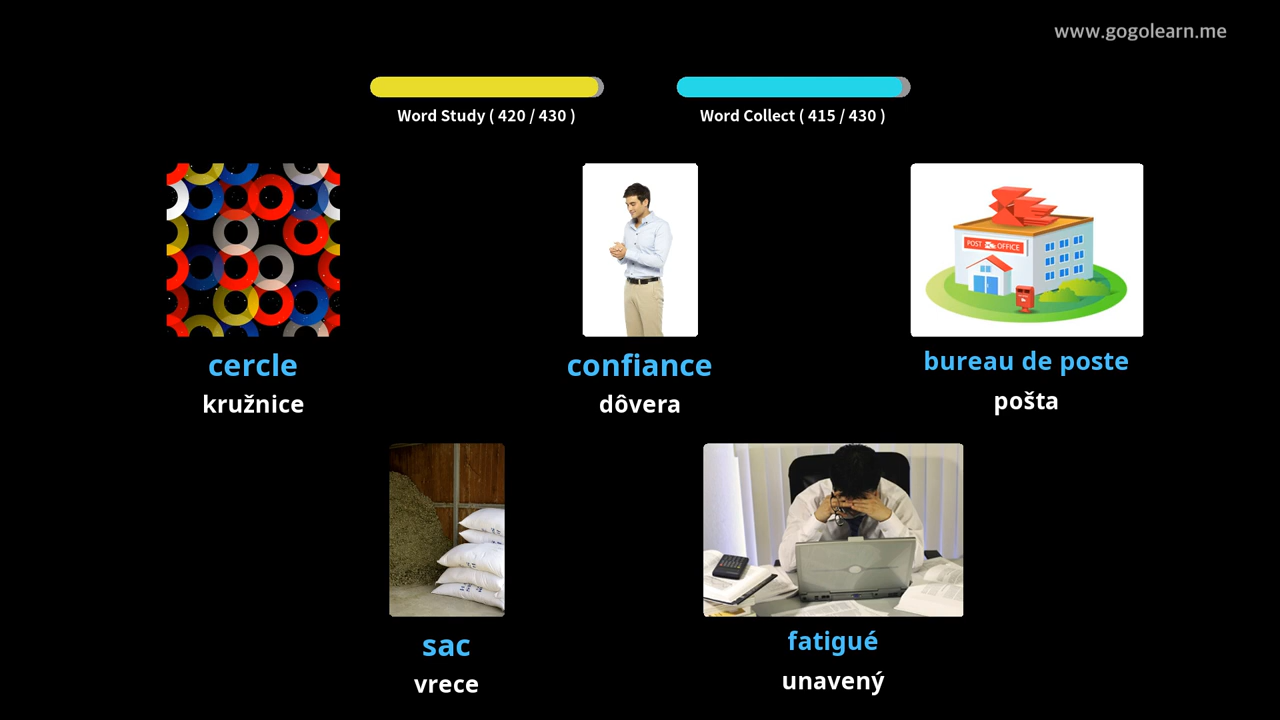 www.gogolearn.me
Word Study ( 420 / 430 )
Word Collect ( 415 / 430 )
POST OFFICE
cercle
kružnice
confiance
dôvera
bureau de poste
pošta
sac
vrece
fatigué
unavený